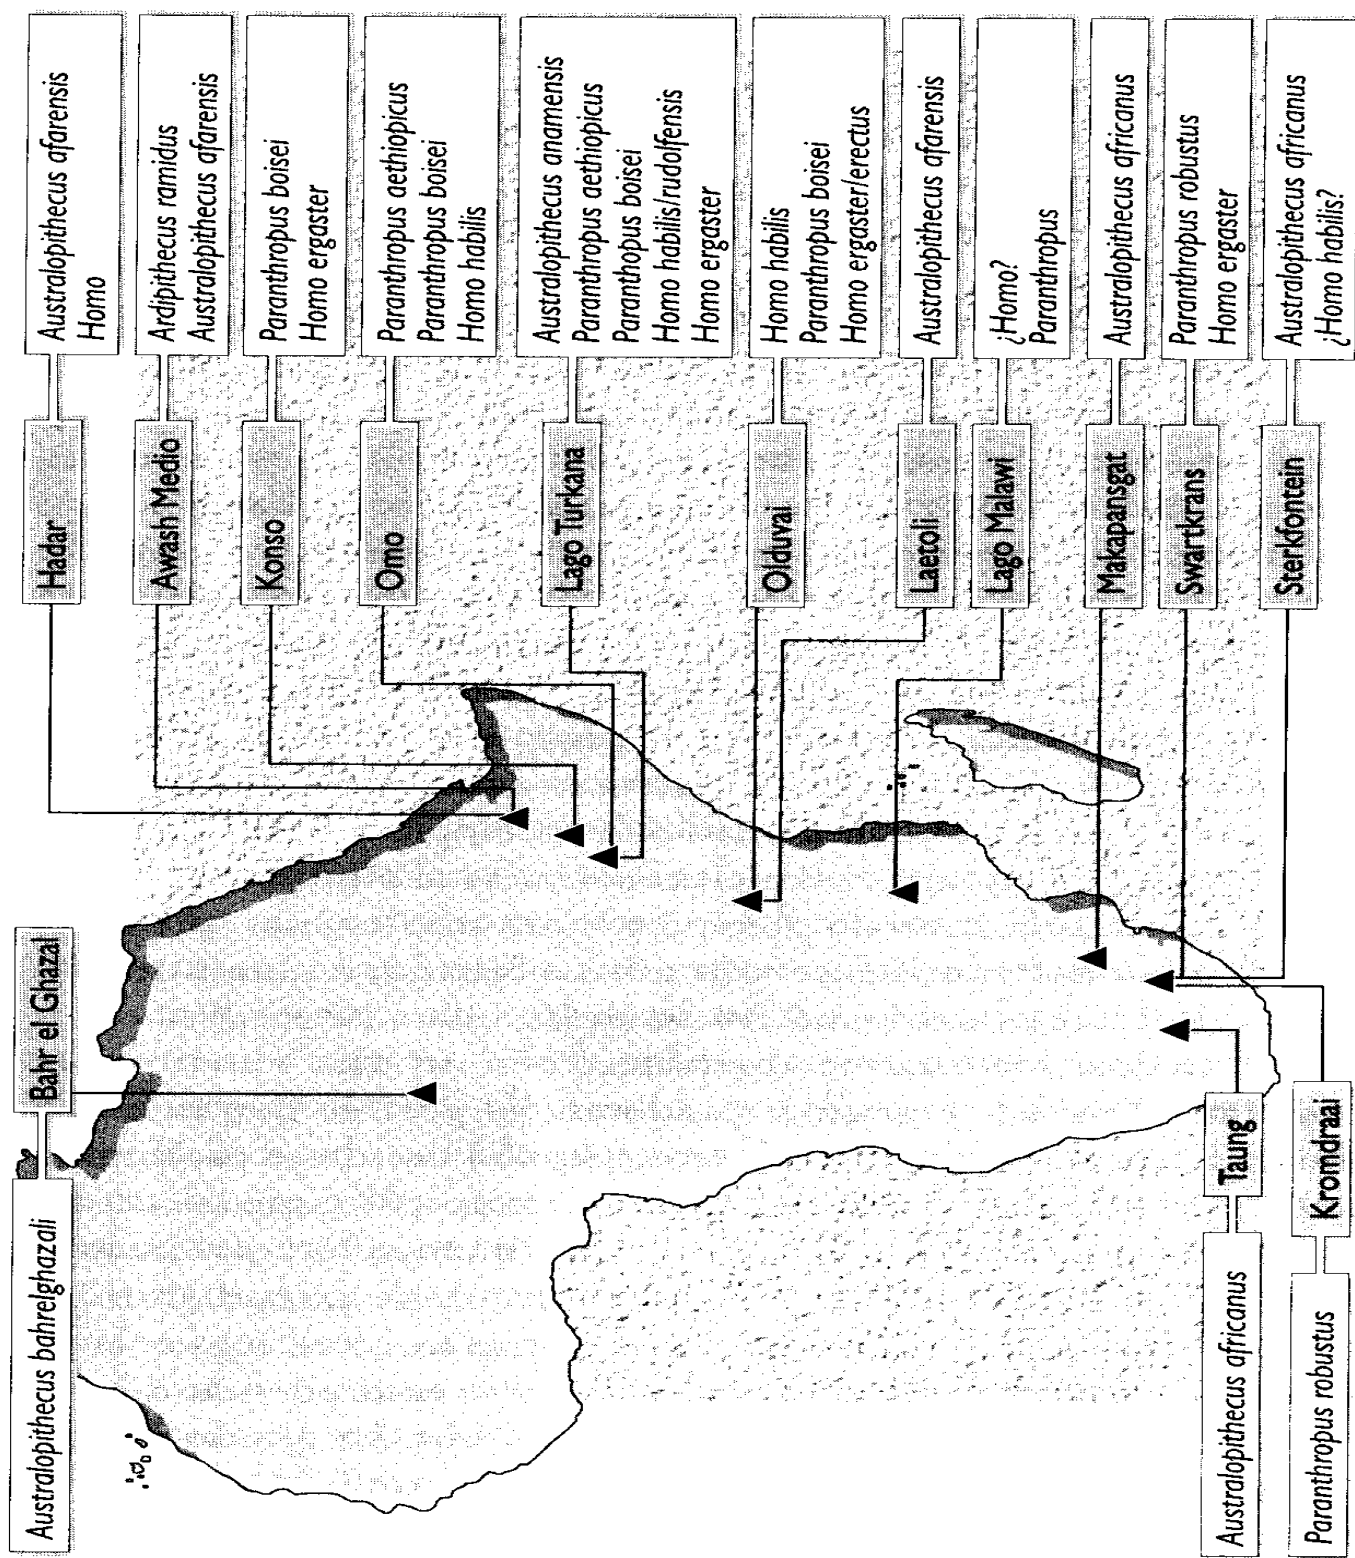 Hadar
Australopithecus afarensis
Homo
Awash Medio
Ardipithecus ramidus
Australopithecus afarensis
Konso
Paranthropus boisei
Homo ergaster
Omo
Paranthropus aethiopicus
Paranthropus boisei
Homo habilis
Lago Turkana
Australopithaecus anamensis
Paranthropus aethiopicus
Paranthopus boisei
Homo habilis/rudolfensis
Homo ergaster
Olduvai
Homo habilis
Paranthropus boisei
Homo ergaster/erectus
Laetoli
Australopithecus afarensis
Lago Malawi
¿Homo?
Paranthropus
Makapansgat
Australopithecus africanus
Swartkrans
Paranthropus robustus
Homo ergaster
Sterkfontein
Australopithecus africanus
¿Homo habilis?
Bahr el Ghazal
Australopithecus bahrelghazali
Taung
Australopithecus africanus
Kromdraai
Paranthropus robustus